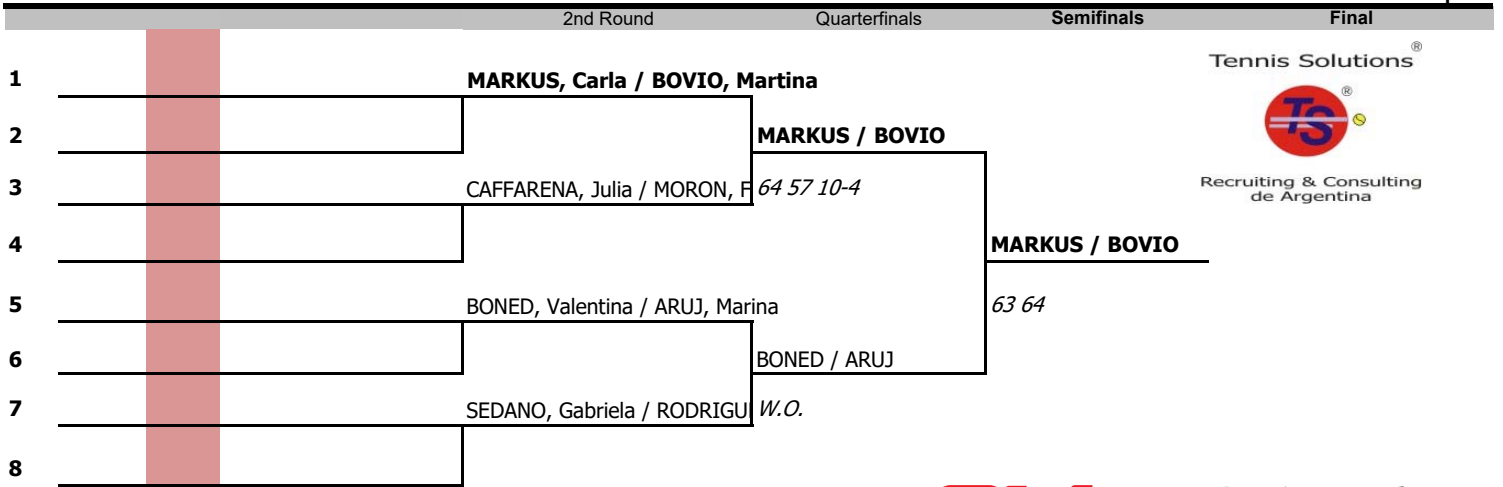 2nd Round Quarterfinals Semifinals Final
Tennis Solutions ®
1 MARKUS, Carla / BOVIO, Martina
TS ®
2 MARKUS / BOVIO
3 CAFFARENA, Julia / MORON, F 64 57 10-4
Recruiting & Consulting
de Argentina
4 MARKUS / BOVIO
5 BONED, Valentina / ARUJ, Marina 63 64
6 BONED / ARUJ
7 SEDANO, Gabriela / RODRIGU W.O.
8